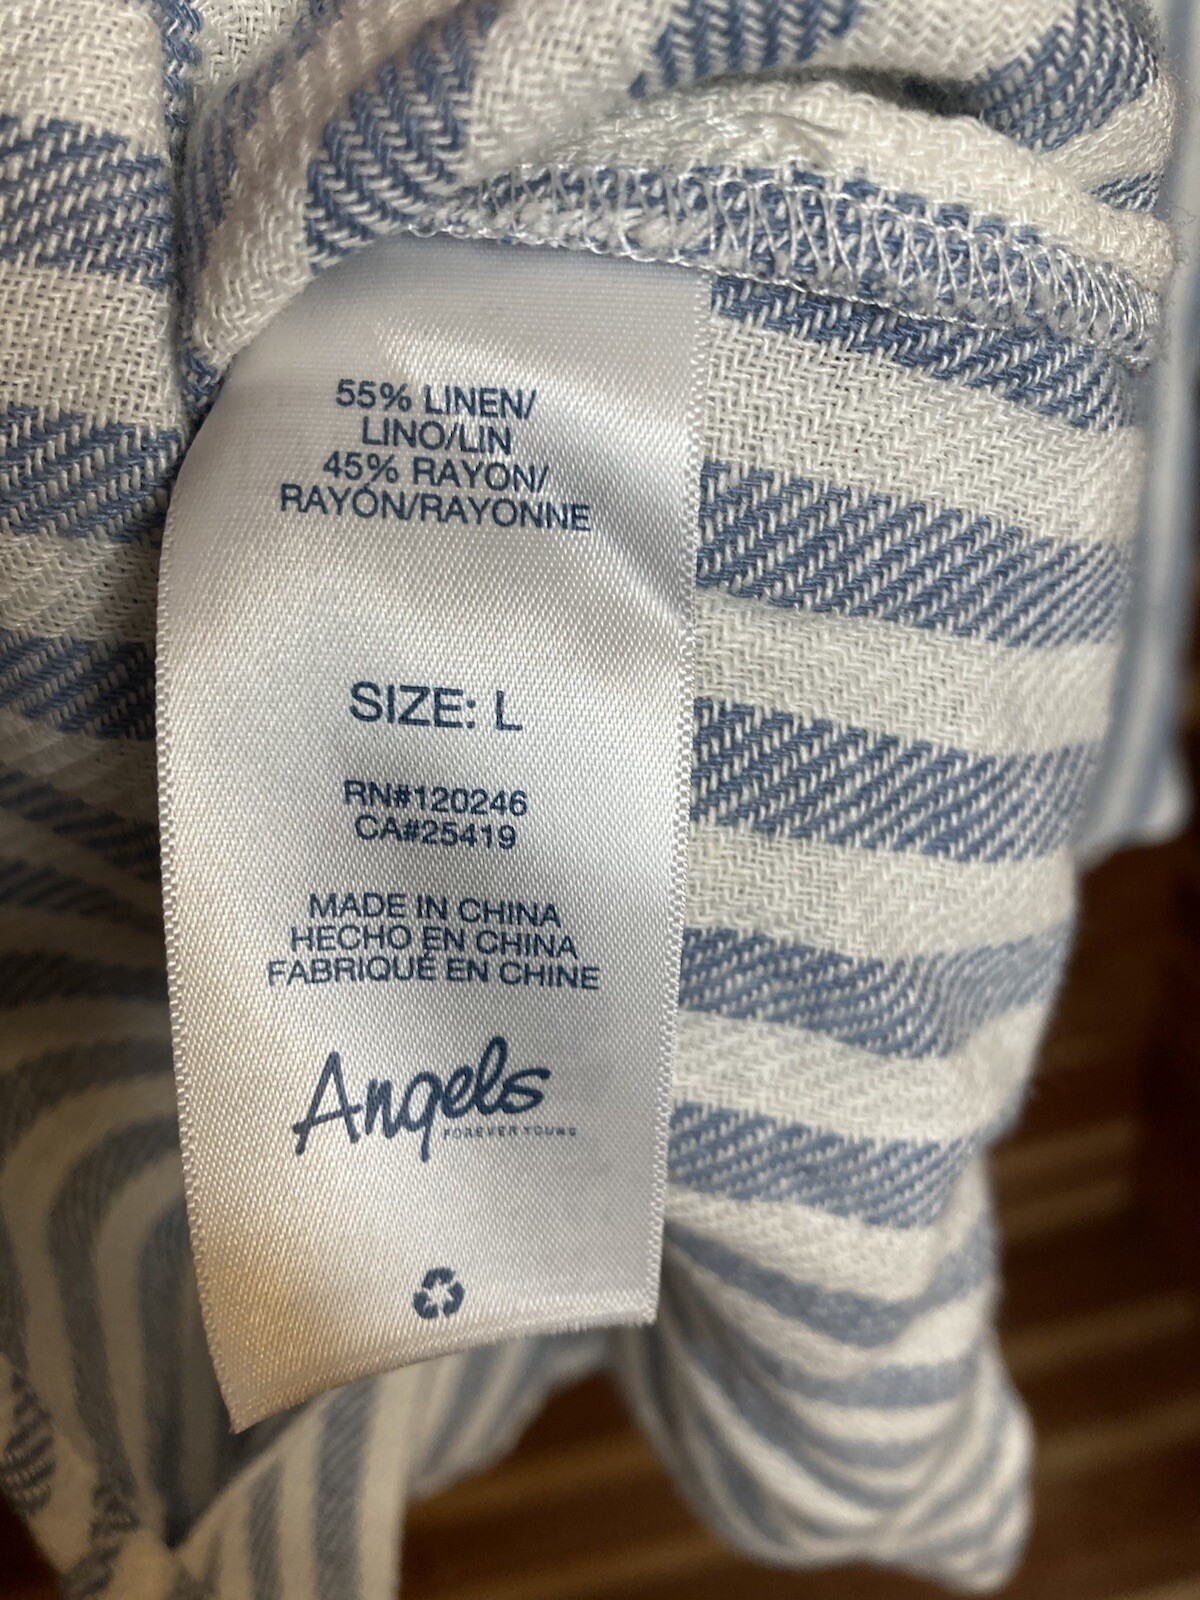 55% LINEN/
LINO/LIN
45% RAYON/
RAYÓN/RAYONNE
SIZE: L
RN#120246
CA#25419
MADE IN CHINA
HECHO EN CHINA
FABRIQUÉ EN CHINE
Angels
FOREVER YOUNG